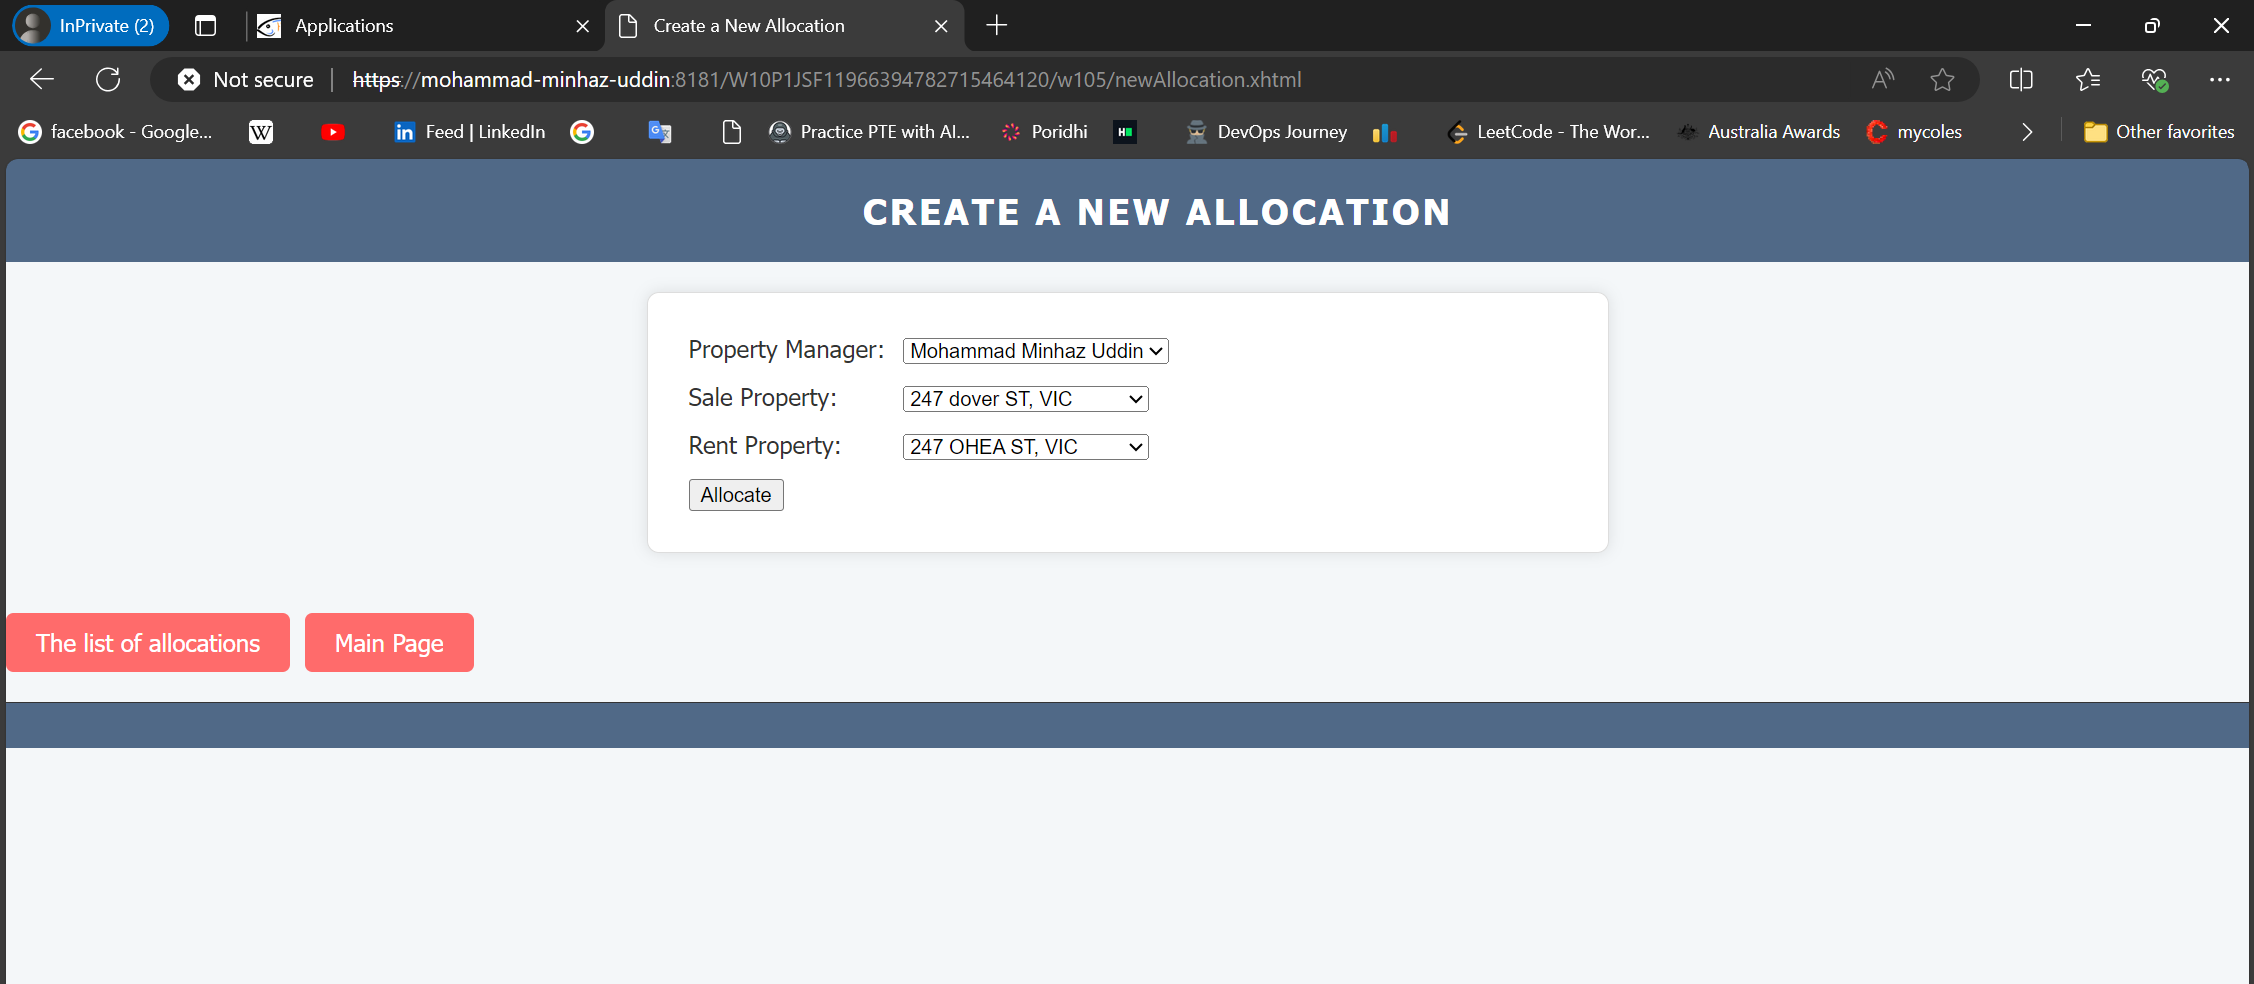 InPrivate (2)
Applications
Create a New Allocation
Not secure
https://mohammad-minhaz-uddin:8181/W10P1JSF11966394782715464120/w105/newAllocation.xhtml
facebook - Google...
W
in Feed | LinkedIn
Practice PTE with AI...
Poridhi
DevOps Journey
LeetCode - The Wor...
Australia Awards
mycoles
Other favorites
CREATE A NEW ALLOCATION
Property Manager: Mohammad Minhaz Uddin
Sale Property: 247 dover ST, VIC
Rent Property: 247 OHEA ST, VIC
Allocate
The list of allocations
Main Page